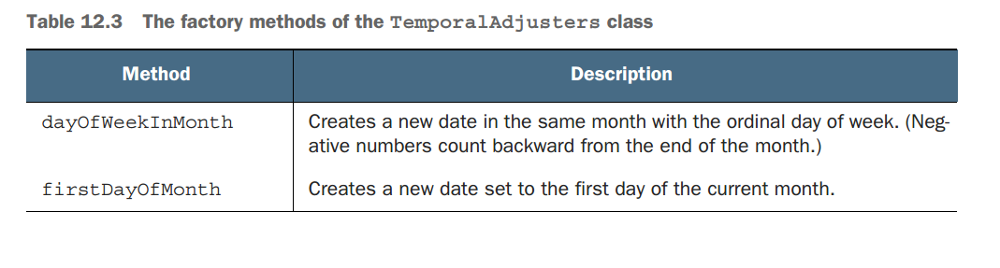 Table 12.3 The factory methods of the TemporalAdjusters class
Method Description
dayOfWeekInMonth Creates a new date in the same month with the ordinal day of week. (Neg-
ative numbers count backward from the end of the month.)
firstDayOfMonth Creates a new date set to the first day of the current month.